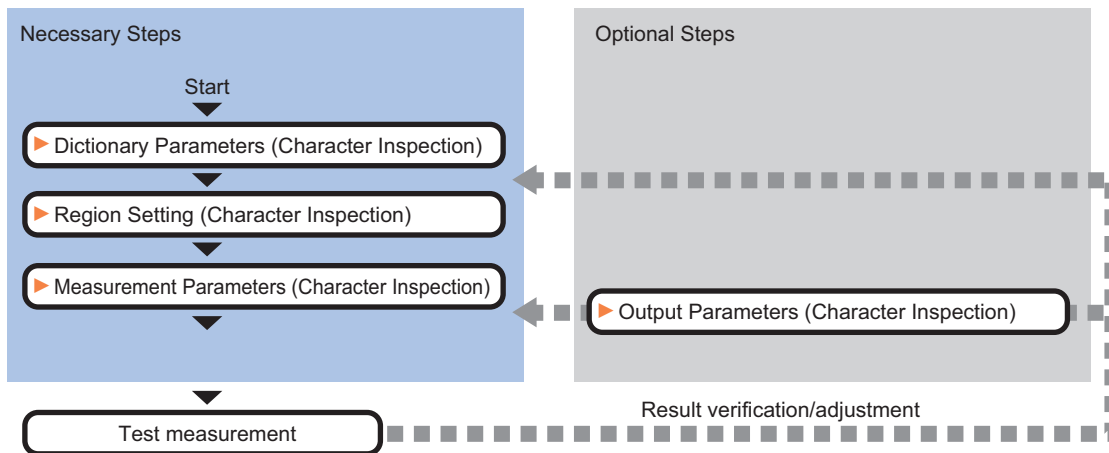 Necessary Steps
Optional Steps
Start
Dictionary Parameters (Character Inspection)
Region Setting (Character Inspection)
Measurement Parameters (Character Inspection)
Output Parameters (Character Inspection)
Result verification/adjustment
Test measurement